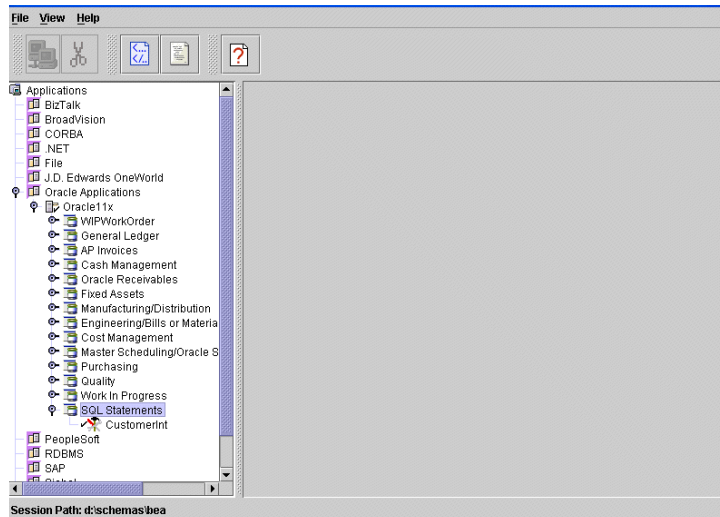 File View Help
Applications
BizTalk
BroadVision
CORBA
.NET
File
J.D. Edwards OneWorld
Oracle Applications
Oracle11x
WIPWorkOrder
General Ledger
AP Invoices
Cash Management
Oracle Receivables
Fixed Assets
Manufacturing/Distribution
Engineering/Bills or Materia
Cost Management
Master Scheduling/Oracle S
Purchasing
Quality
Work In Progress
SQL Statements
CustomerInt
PeopleSoft
RDBMS
SAP
Session Path: d:\schemas\bea